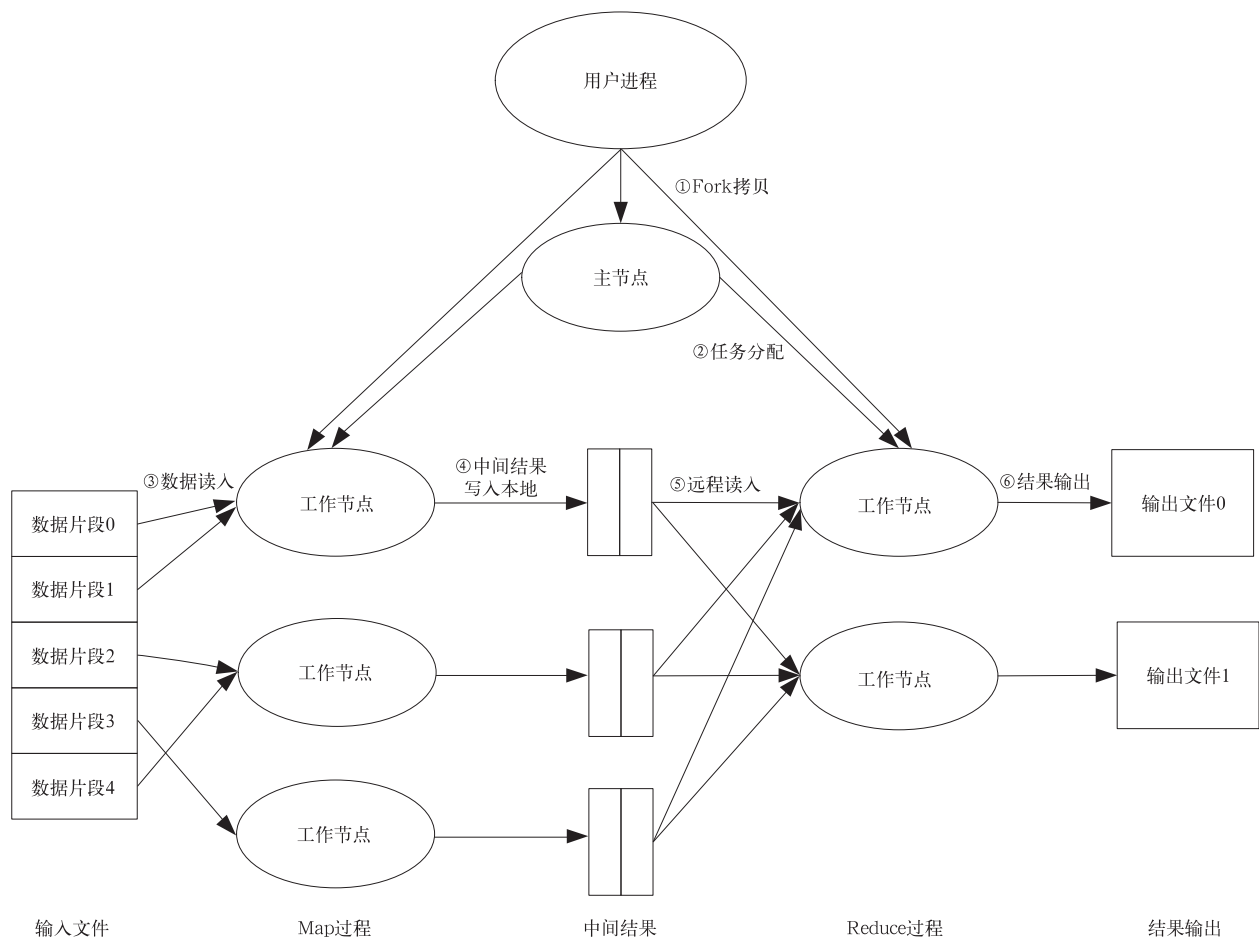 用户进程
①Fork拷贝
主节点
②任务分配
③数据读入
工作节点
④中间结果
写入本地
⑤远程读入
工作节点
⑥结果输出
输出文件0
数据片段0
数据片段1
数据片段2
数据片段3
数据片段4
工作节点
工作节点
输出文件1
工作节点
输入文件
Map过程
中间结果
Reduce过程
结果输出